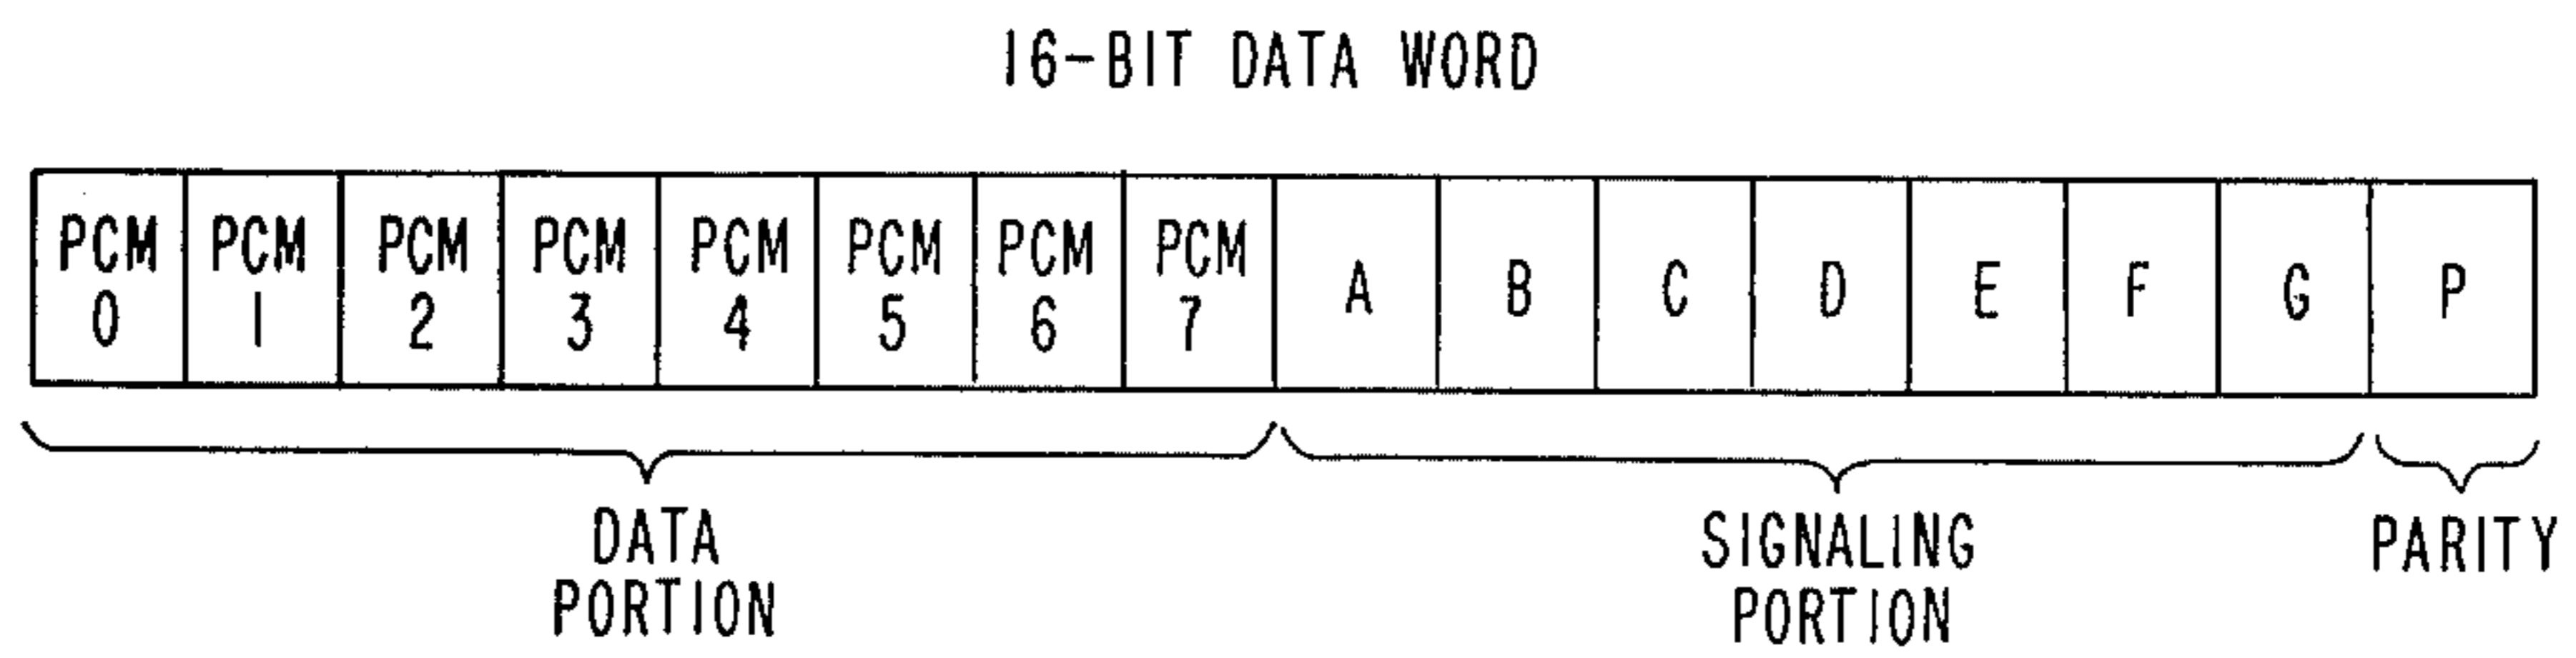 16-BIT DATA WORD
PCM PCM PCM PCM PCM PCM PCM PCM
0 1 2 3 4 5 6 7 A B C D E F G P
DATA PORTION
SIGNALING PORTION
PARITY